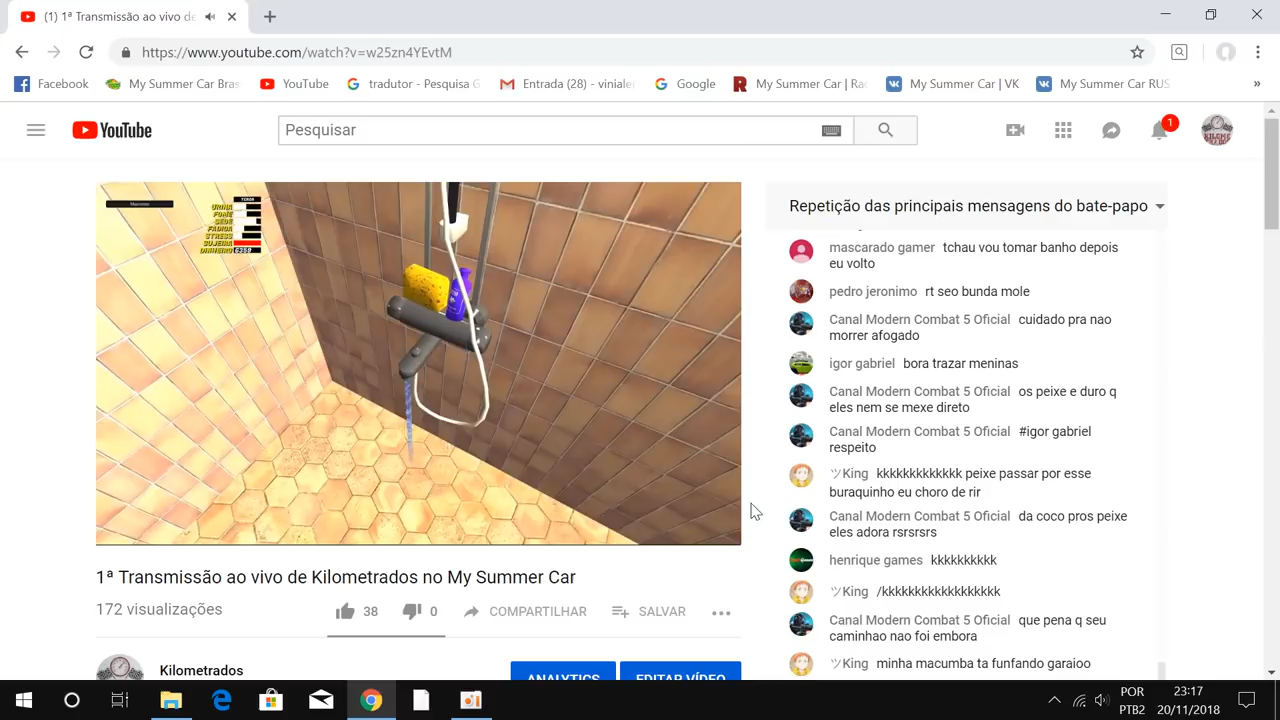 (1) 1ª Transmissão ao vivo de
https://www.youtube.com/watch?v=w25zn4YEvtM
Facebook My Summer Car Bras YouTube tradutor - Pesquisa G Entrada (28) - vinialer Google My Summer Car | Rac My Summer Car | VK My Summer Car RUS »
YouTube Pesquisar 1
URINA
FOME
SEDE
FADIGA
STRESS
SUJEIRA
DINHEIRO
Repetição das principais mensagens do bate-papo
mascarado gamer tchau vou tomar banho depois
eu volto
pedro jeronimo rt seo bunda mole
Canal Modern Combat 5 Oficial cuidado pra nao
morrer afogado
igor gabriel bora trazar meninas
Canal Modern Combat 5 Oficial os peixe e duro q
eles nem se mexe direto
Canal Modern Combat 5 Oficial #igor gabriel
respeito
ツKing kkkkkkkkkkkkk peixe passar por esse
buraquinho eu choro de rir
Canal Modern Combat 5 Oficial da coco pros peixe
eles adora rsrsrsrs
henrique games kkkkkkkkkk
ツKing /kkkkkkkkkkkkkkkkkk
Canal Modern Combat 5 Oficial que pena q seu
caminhao nao foi embora
ツKing minha macumba ta funfando garaioo
1ª Transmissão ao vivo de Kilometrados no My Summer Car
172 visualizações 38 0 COMPARTILHAR SALVAR
Kilometrados ANALYTICS EDITAR VÍDEO
POR
PTB2
23:17
20/11/2018